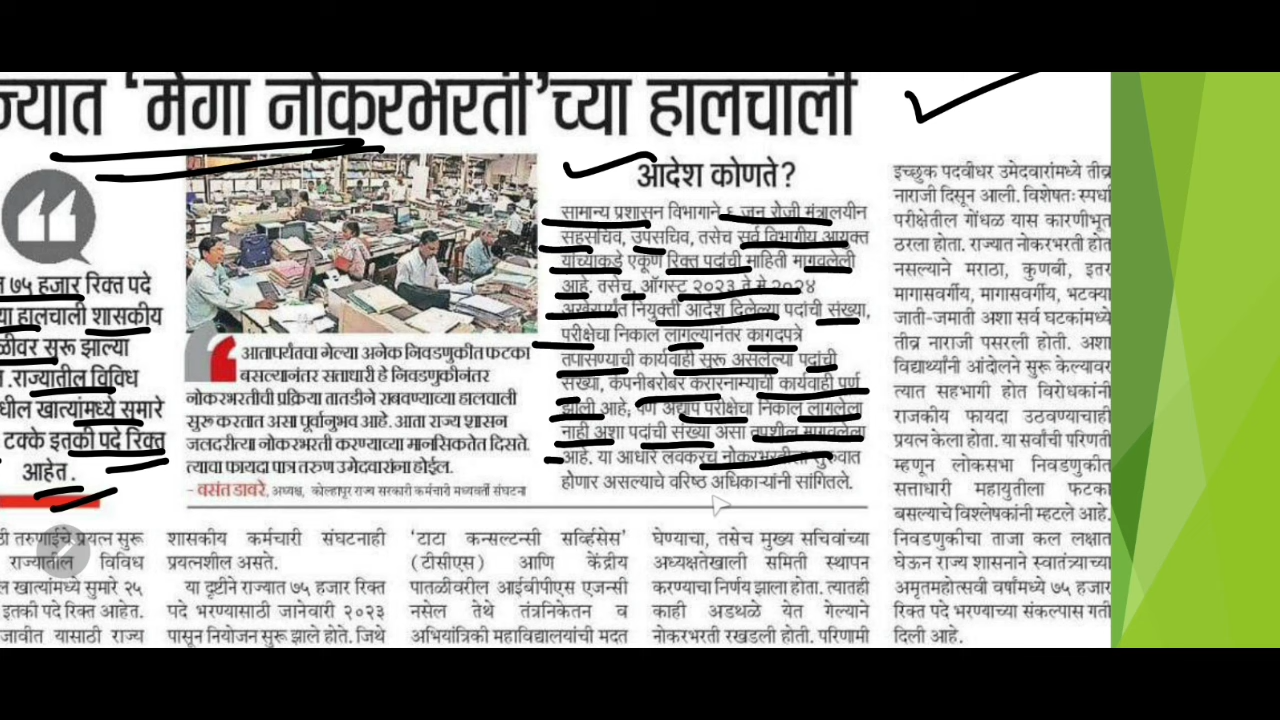 ज्यात 'मेगा नोकरभरती'च्या हालचाली
७५ हजार रिक्त पदे
या हालचाली शासकीय
ळीवर सुरू झाल्या
.राज्यातील विविध
धील खात्यांमध्ये सुमारे
टक्के इतकी पदे रिक्त
आहेत.
आतापर्यंतच्या गेल्या अनेक निवडणुकीत फटका
बसल्यानंतर सत्ताधारी हे निवडणुकीनंतर
नोकरभरतीची प्रक्रिया तातडीने राबवण्याच्या हालचाली
सुरू करतात असा पूर्वानुभव आहे. आता राज्य शासन
जलदरीत्या नोकरभरती करण्याच्या मानसिकतेत दिसते.
त्याचा फायदा पात्र तरुण उमेदवारांना होईल.
- वसंत डावरे, अध्यक्ष, कोल्हापूर राज्य सरकारी कर्मचारी मध्यवर्ती संघटना
आदेश कोणते?
सामान्य प्रशासन विभागाने ६ जून रोजी मंत्रालयीन
सहसचिव, उपसचिव, तसेच सर्व विभागीय आयुक्त
यांच्याकडे एकूण रिक्त पदांची माहिती मागवलेली
आहे. तसेच, ऑगस्ट २०२३ ते मे २०२४
अखेरपर्यंत नियुक्ती आदेश दिलेल्या पदांची संख्या,
परीक्षेचा निकाल लागल्यानंतर कागदपत्रे
तपासण्याची कार्यवाही सुरू असलेल्या पदांची
संख्या, कंपनीबरोबर करारनाम्याची कार्यवाही पूर्ण
झाली आहे; पण अद्याप परीक्षेचा निकाल लागलेला
नाही अशा पदांची संख्या असा तपशील मागवलेला
आहे. या आधारे लवकरच नोकरभरतीला सुरुवात
होणार असल्याचे वरिष्ठ अधिकाऱ्यांनी सांगितले.
ठी तरुणाईचे प्रयत्न सुरू
राज्यातील विविध
ल खात्यांमध्ये सुमारे २५
इतकी पदे रिक्त आहेत.
जावीत यासाठी राज्य
शासकीय कर्मचारी संघटनाही
प्रयत्नशील असते.
या दृष्टीने राज्यात ७५ हजार रिक्त
पदे भरण्यासाठी जानेवारी २०२३
पासून नियोजन सुरू झाले होते. जिथे
'टाटा कन्सल्टन्सी सर्व्हिसेस'
(टीसीएस) आणि केंद्रीय
पातळीवरील आईबीपीएस एजन्सी
नसेल तेथे तंत्रनिकेतन व
अभियांत्रिकी महाविद्यालयांची मदत
घेण्याचा, तसेच मुख्य सचिवांच्या
अध्यक्षतेखाली समिती स्थापन
करण्याचा निर्णय झाला होता. त्यातही
काही अडथळे येत गेल्याने
नोकरभरती रखडली होती. परिणामी
इच्छुक पदवीधर उमेदवारांमध्ये तीव्र
नाराजी दिसून आली. विशेषतः स्पर्धा
परीक्षेतील गोंधळ यास कारणीभूत
ठरला होता. राज्यात नोकरभरती होत
नसल्याने मराठा, कुणबी, इतर
मागासवर्गीय, मागासवर्गीय, भटक्या
जाती-जमाती अशा सर्व घटकांमध्ये
तीव्र नाराजी पसरली होती. अशा
विद्यार्थ्यांनी आंदोलने सुरू केल्यावर
त्यात सहभागी होत विरोधकांनी
राजकीय फायदा उठवण्याचाही
प्रयत्न केला होता. या सर्वांची परिणती
म्हणून लोकसभा निवडणुकीत
सत्ताधारी महायुतीला फटका
बसल्याचे विश्लेषकांनी म्हटले आहे.
निवडणुकीचा ताजा कल लक्षात
घेऊन राज्य शासनाने स्वातंत्र्याच्या
अमृतमहोत्सवी वर्षांमध्ये ७५ हजार
रिक्त पदे भरण्याच्या संकल्पास गती
दिली आहे.